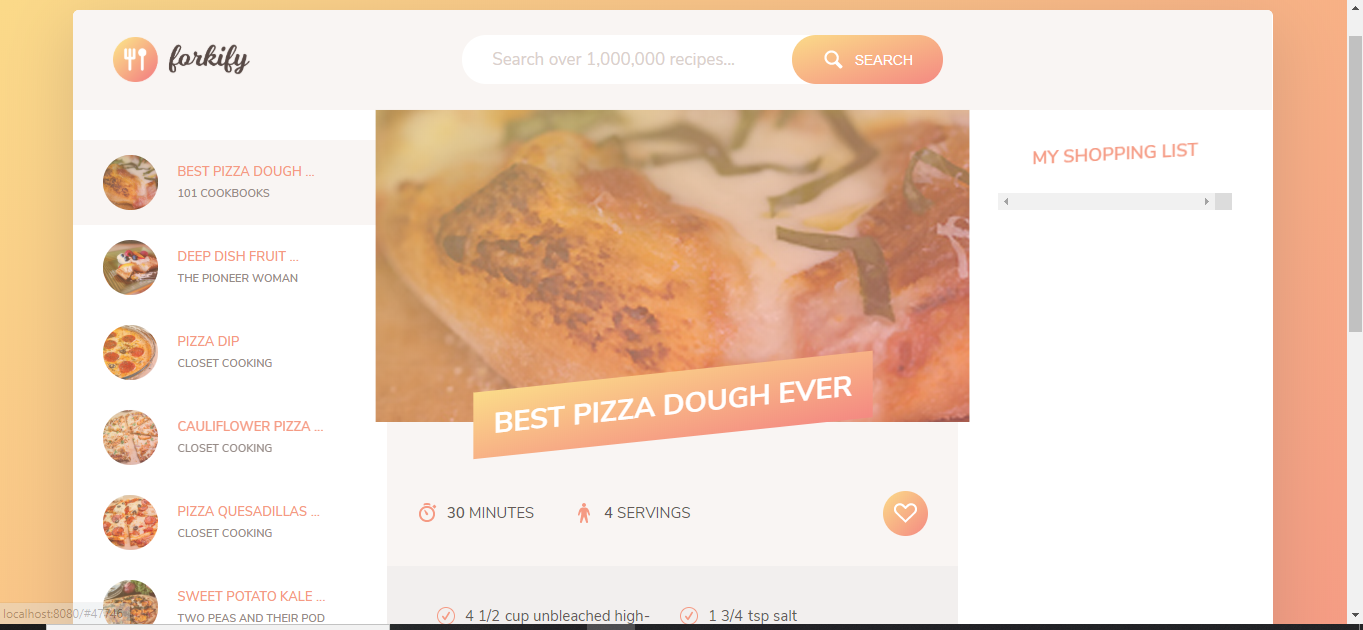 forkify
Search over 1,000,000 recipes...
SEARCH
BEST PIZZA DOUGH ...
101 COOKBOOKS
DEEP DISH FRUIT ...
THE PIONEER WOMAN
PIZZA DIP
CLOSET COOKING
CAULIFLOWER PIZZA ...
CLOSET COOKING
PIZZA QUESADILLAS ...
CLOSET COOKING
SWEET POTATO KALE ...
TWO PEAS AND THEIR POD
BEST PIZZA DOUGH EVER
30 MINUTES
4 SERVINGS
4 1/2 cup unbleached high-
1 3/4 tsp salt
MY SHOPPING LIST
localhost:8080/#47746